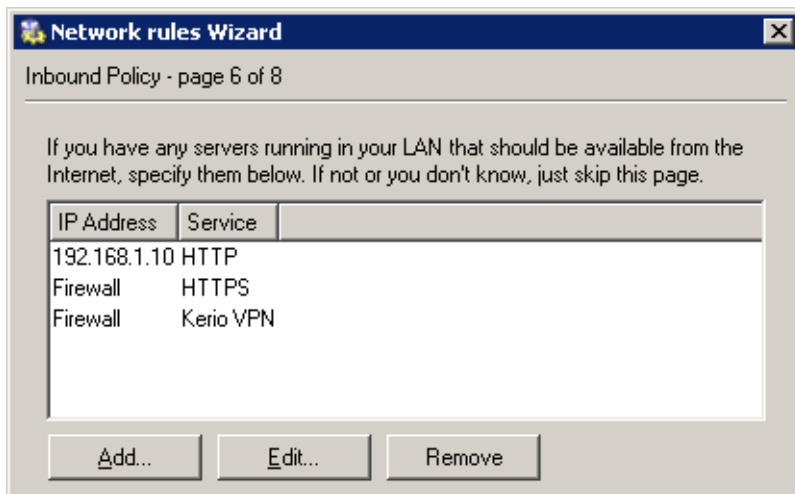 Network rules Wizard
Inbound Policy - page 6 of 8
If you have any servers running in your LAN that should be available from the
Internet, specify them below. If not or you don't know, just skip this page.
IP Address Service
192.168.1.10 HTTP
Firewall HTTPS
Firewall Kerio VPN
Add... Edit... Remove